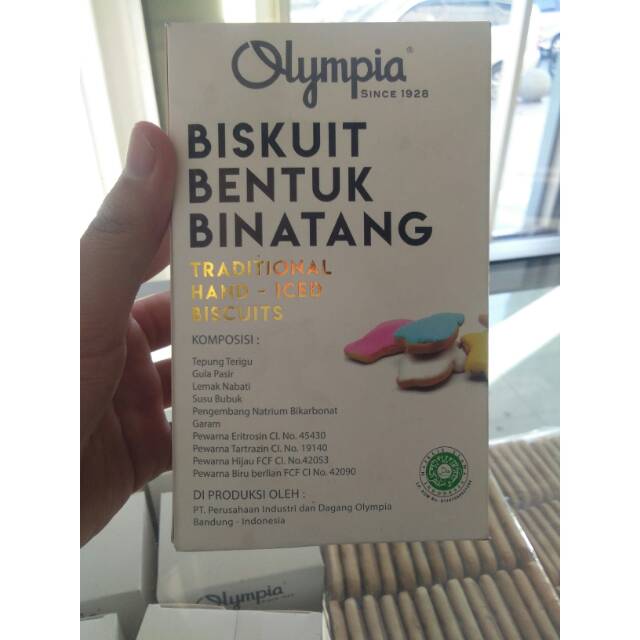 Olympia®
SINCE 1928
BISKUIT
BENTUK
BINATANG
TRADITIONAL
HAND - ICED
BISCUITS
KOMPOSISI :
Tepung Terigu
Gula Pasir
Lemak Nabati
Susu Bubuk
Pengembang Natrium Bikarbonat
Garam
Pewarna Eritrosin CI. No. 45430
Pewarna Tartrazin CI. No. 19140
Pewarna Hijau FCF CI. No.42053
Pewarna Biru berlian FCF CI No. 42090
DI PRODUKSI OLEH :
PT. Perusahaan Industri dan Dagang Olympia
Bandung - Indonesia
Olympia
SINCE 1928